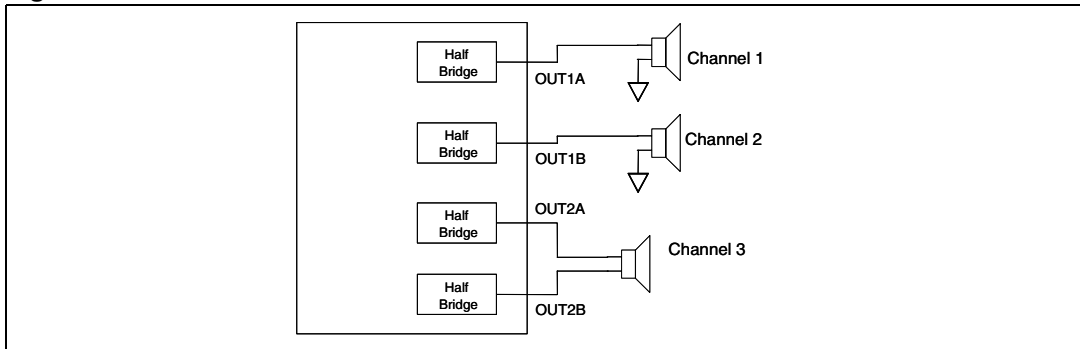 Half
Bridge
OUT1A
Channel 1
Half
Bridge
OUT1B
Channel 2
Half
Bridge
OUT2A
Channel 3
Half
Bridge
OUT2B